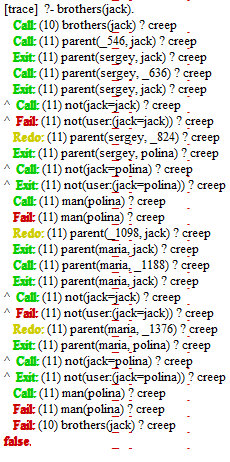 [trace]  ?- brothers(jack).
Call: (10) brothers(jack) ? creep
Call: (11) parent(_546, jack) ? creep
Exit: (11) parent(sergey, jack) ? creep
Call: (11) parent(sergey, _636) ? creep
Exit: (11) parent(sergey, jack) ? creep
^ Call: (11) not(jack=jack) ? creep
^ Fail: (11) not(user:(jack=jack)) ? creep
Redo: (11) parent(sergey, _824) ? creep
Exit: (11) parent(sergey, polina) ? creep
^ Call: (11) not(jack=polina) ? creep
^ Exit: (11) not(user:(jack=polina)) ? creep
Call: (11) man(polina) ? creep
Fail: (11) man(polina) ? creep
Redo: (11) parent(_1098, jack) ? creep
Exit: (11) parent(maria, jack) ? creep
Call: (11) parent(maria, _1188) ? creep
Exit: (11) parent(maria, jack) ? creep
^ Call: (11) not(jack=jack) ? creep
^ Fail: (11) not(user:(jack=jack)) ? creep
Redo: (11) parent(maria, _1376) ? creep
Exit: (11) parent(maria, polina) ? creep
^ Call: (11) not(jack=polina) ? creep
^ Exit: (11) not(user:(jack=polina)) ? creep
Call: (11) man(polina) ? creep
Fail: (11) man(polina) ? creep
Fail: (10) brothers(jack) ? creep
false.